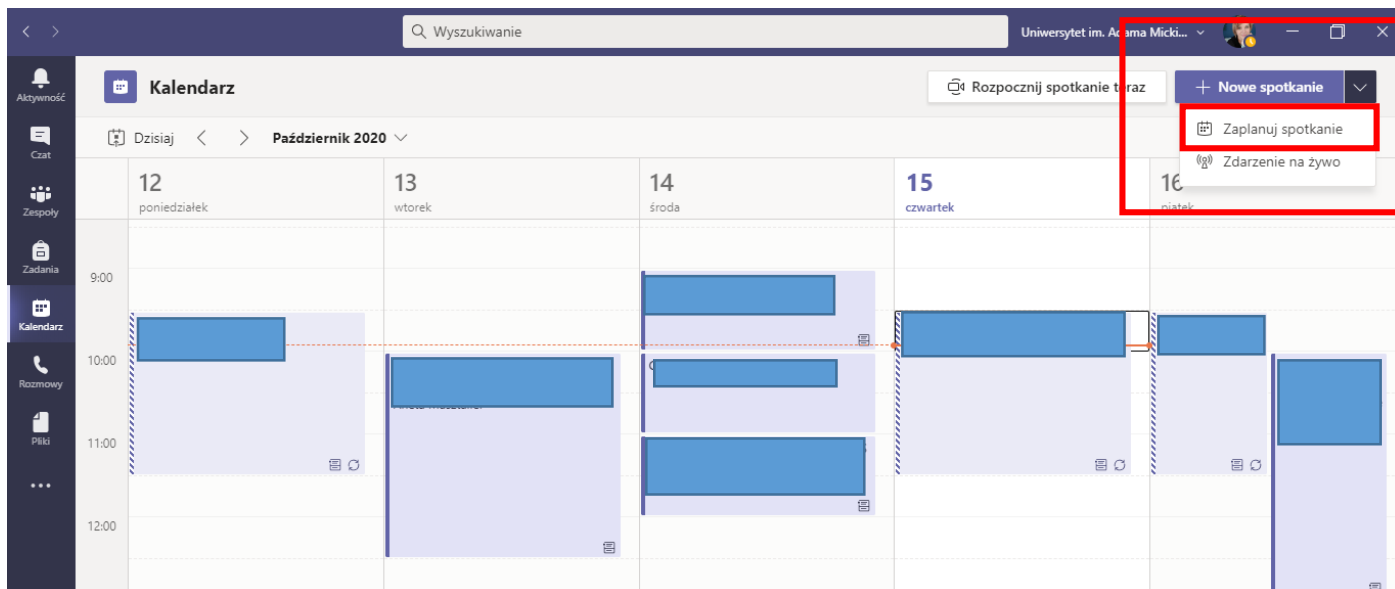 Wyszukiwanie
Uniwersytet im. Adama Micki...
Aktywność
Czat
Zespoły
Zadania
Kalendarz
Rozmowy
Pliki
Kalendarz
Rozpocznij spotkanie teraz
+ Nowe spotkanie
Zaplanuj spotkanie
Zdarzenie na żywo
Dzisiaj
Październik 2020
12
poniedziałek
13
wtorek
14
środa
15
czwartek
16
piątek
9:00
10:00
11:00
12:00